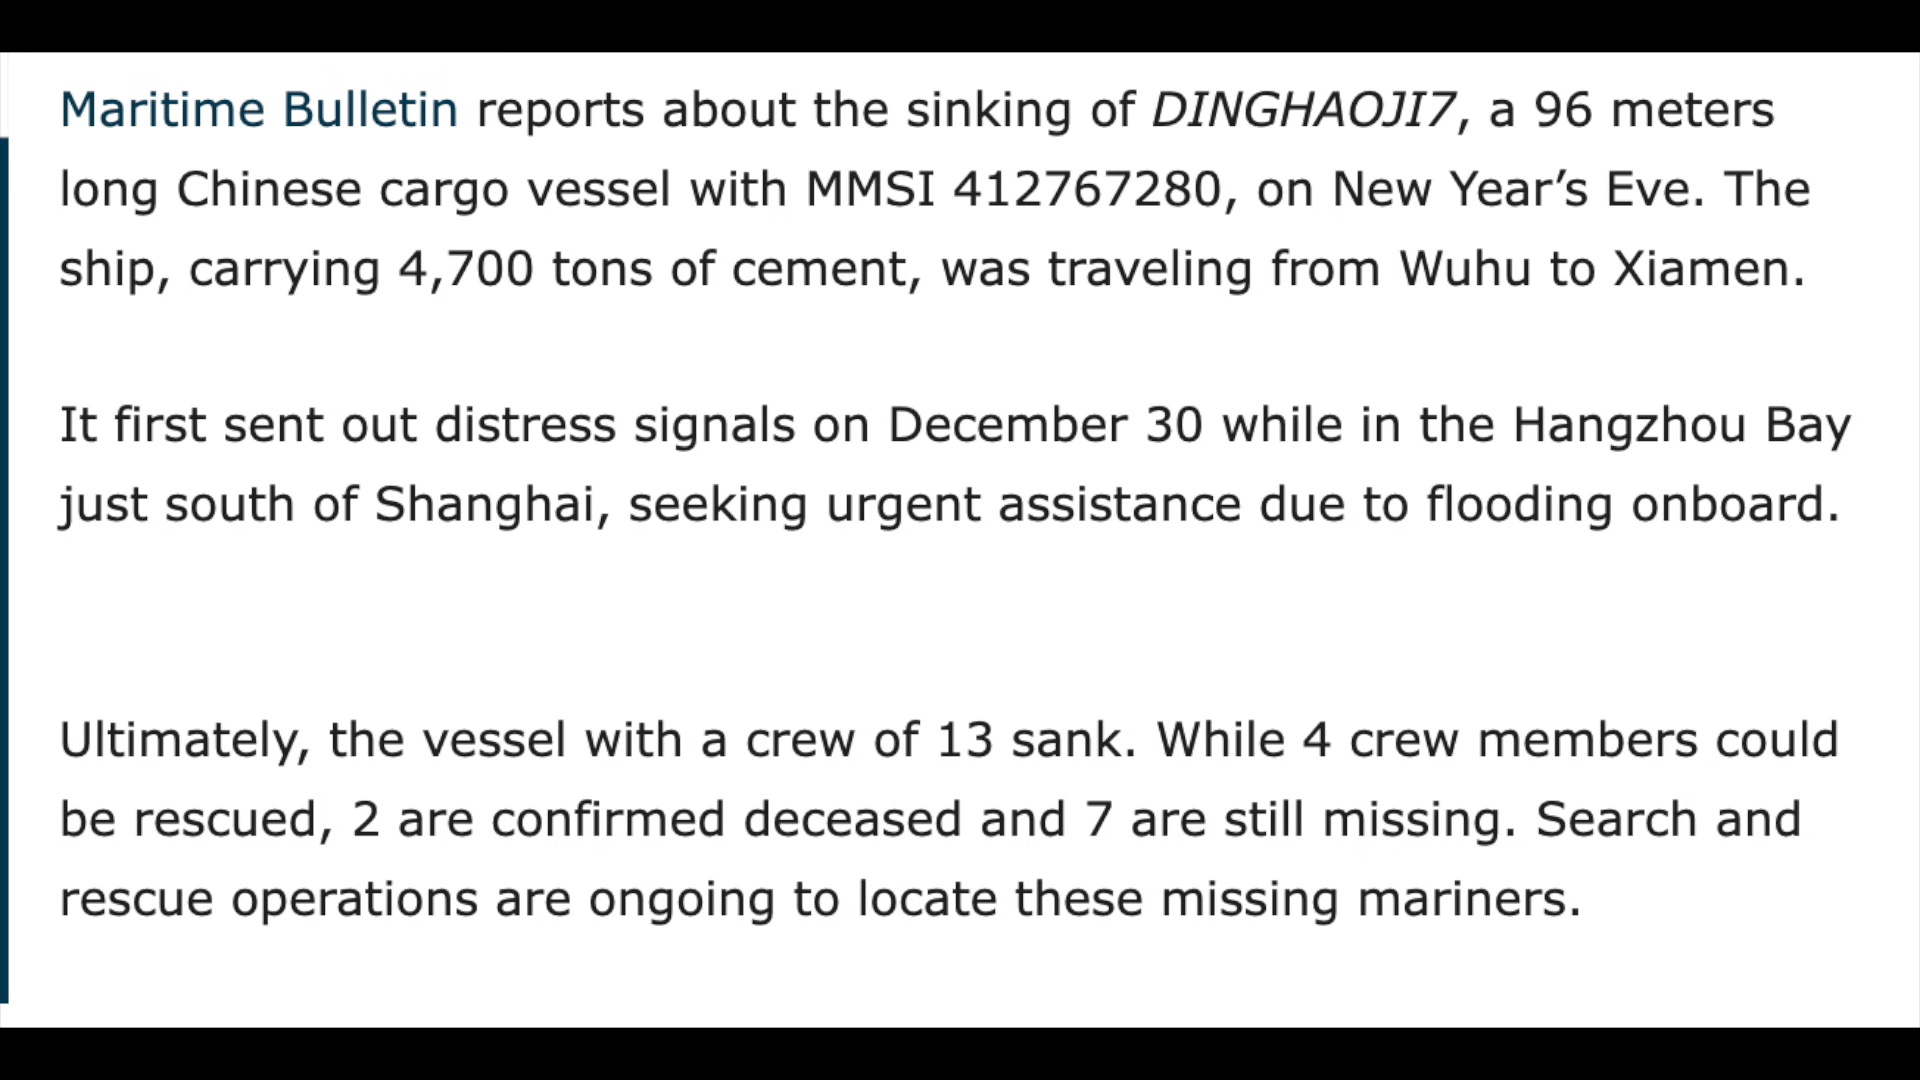 Maritime Bulletin reports about the sinking of DINGHAOJI7, a 96 meters
long Chinese cargo vessel with MMSI 412767280, on New Year’s Eve. The
ship, carrying 4,700 tons of cement, was traveling from Wuhu to Xiamen.
It first sent out distress signals on December 30 while in the Hangzhou Bay
just south of Shanghai, seeking urgent assistance due to flooding onboard.
Ultimately, the vessel with a crew of 13 sank. While 4 crew members could
be rescued, 2 are confirmed deceased and 7 are still missing. Search and
rescue operations are ongoing to locate these missing mariners.